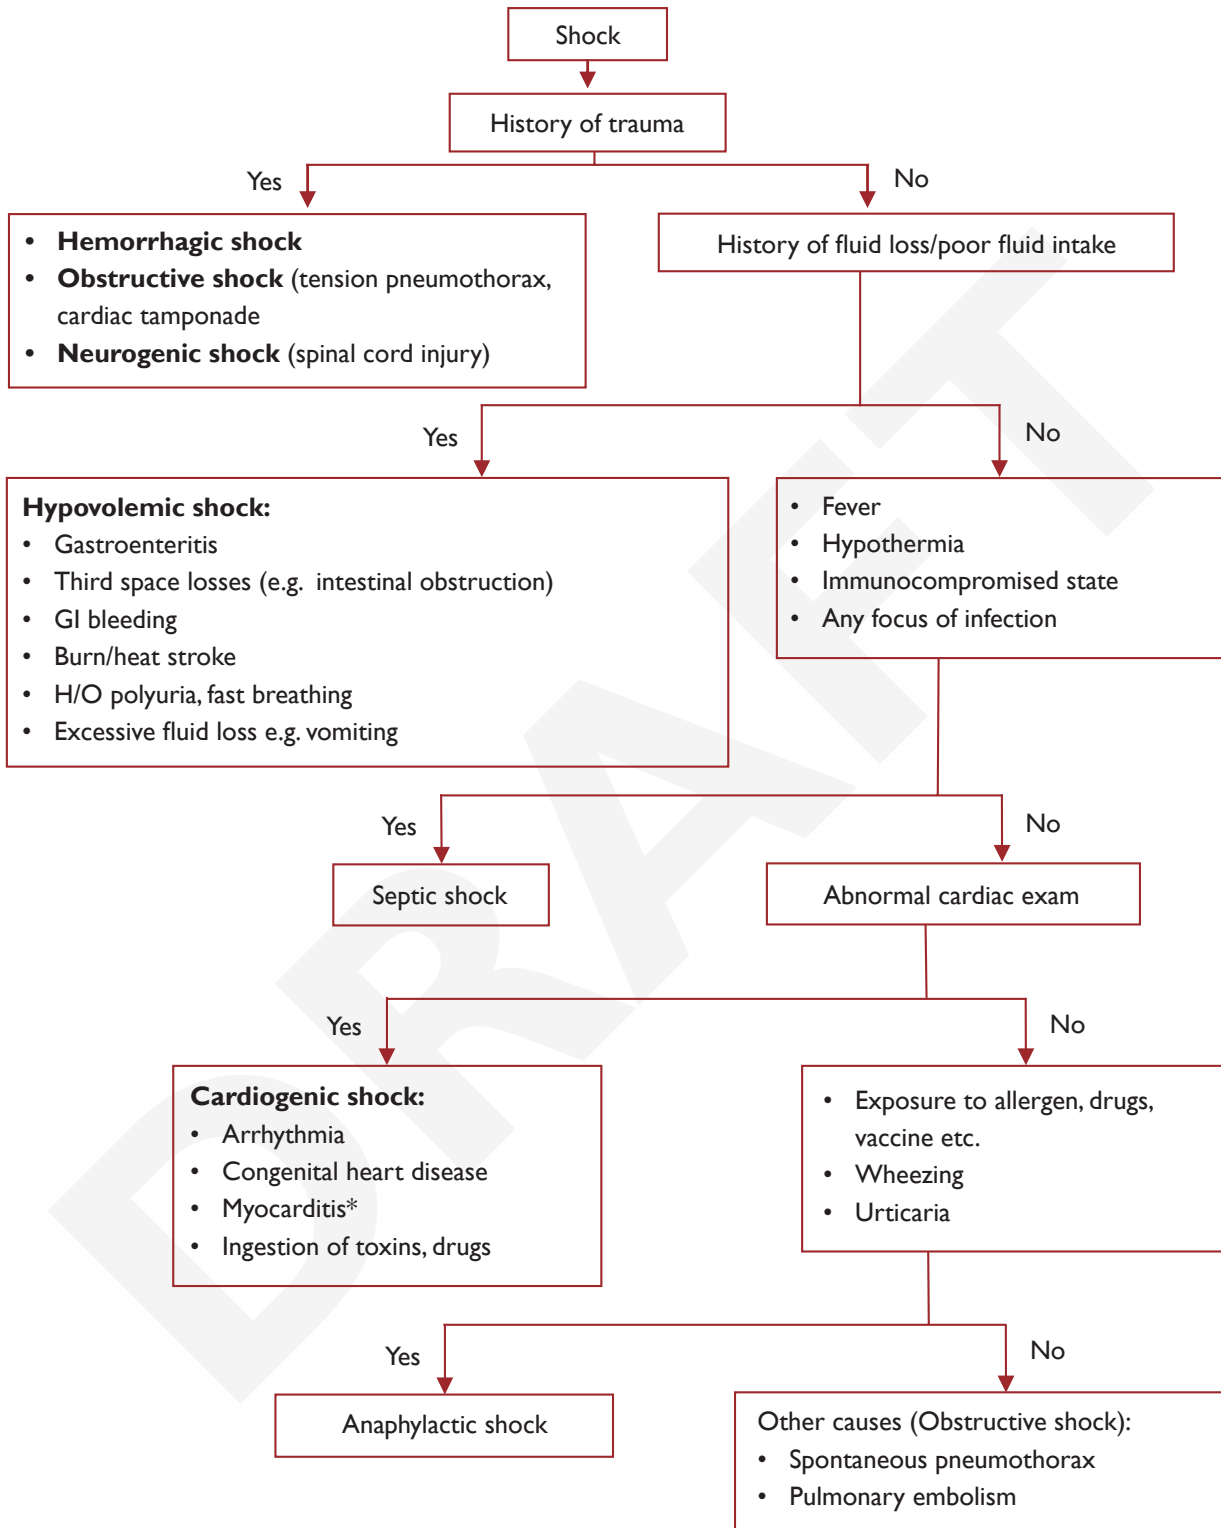 Shock
History of trauma
Yes
No
• Hemorrhagic shock
• Obstructive shock (tension pneumothorax,
cardiac tamponade
• Neurogenic shock (spinal cord injury)
History of fluid loss/poor fluid intake
Yes
No
Hypovolemic shock:
• Gastroenteritis
• Third space losses (e.g. intestinal obstruction)
• GI bleeding
• Burn/heat stroke
• H/O polyuria, fast breathing
• Excessive fluid loss e.g. vomiting
• Fever
• Hypothermia
• Immunocompromised state
• Any focus of infection
Yes
No
Septic shock
Abnormal cardiac exam
Yes
No
Cardiogenic shock:
• Arrhythmia
• Congenital heart disease
• Myocarditis*
• Ingestion of toxins, drugs
• Exposure to allergen, drugs,
vaccine etc.
• Wheezing
• Urticaria
Yes
No
Anaphylactic shock
Other causes (Obstructive shock):
• Spontaneous pneumothorax
• Pulmonary embolism
DRAFT